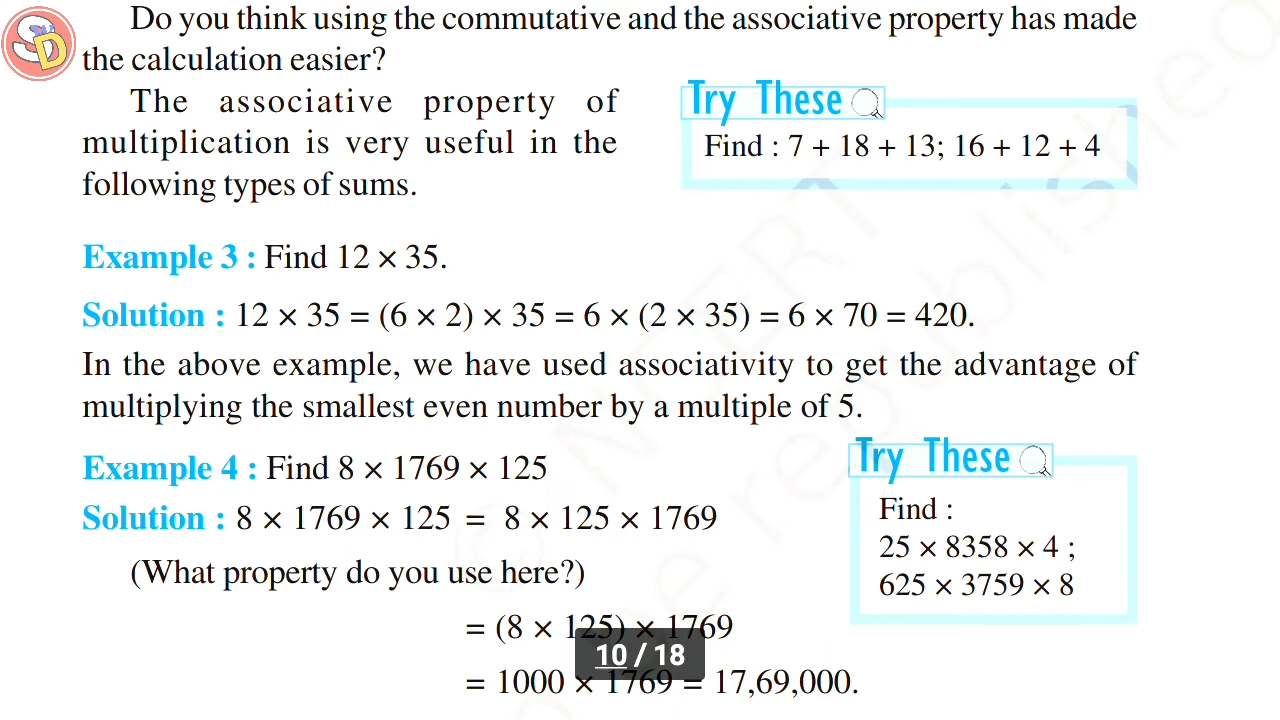 Do you think using the commutative and the associative property has made
the calculation easier?
The associative property of
multiplication is very useful in the
following types of sums.
Try These
Find : 7 + 18 + 13; 16 + 12 + 4
Example 3 : Find 12 × 35.
Solution : 12 × 35 = (6 × 2) × 35 = 6 × (2 × 35) = 6 × 70 = 420.
In the above example, we have used associativity to get the advantage of
multiplying the smallest even number by a multiple of 5.
Example 4 : Find 8 × 1769 × 125
Solution : 8 × 1769 × 125 = 8 × 125 × 1769
(What property do you use here?)
= (8 × 125) × 1769
= 1000 × 1769 = 17,69,000.
Try These
Find :
25 × 8358 × 4 ;
625 × 3759 × 8
10 / 18
SD
© NCERT
be republished